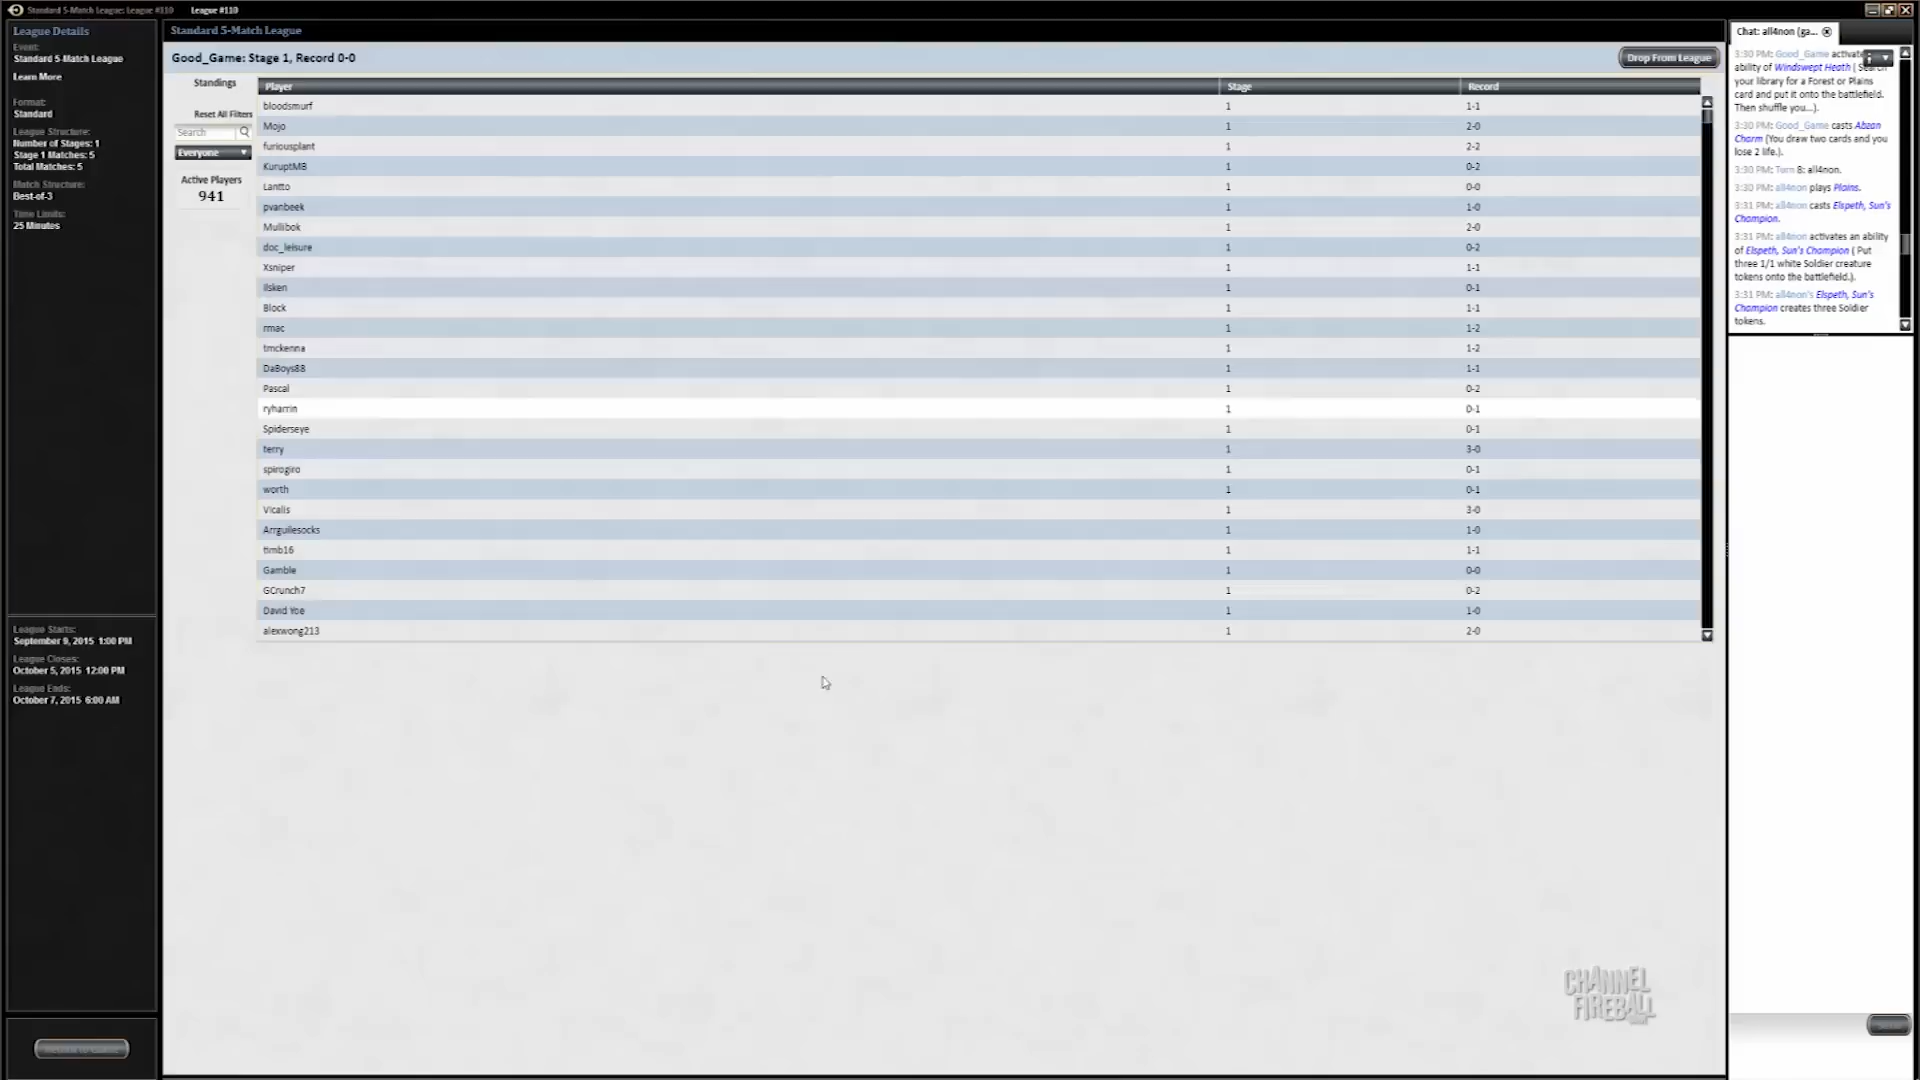 Standard 5-Match League: League #110 League #110
League Details
Event:
Standard 5-Match League
Learn More
Format:
Standard
League Structure:
Number of Stages: 1
Stage 1 Matches: 5
Total Matches: 5
Match Structure:
Best-of-3
Time Limits:
25 Minutes
League Starts:
September 9, 2015 1:00 PM
League Closes:
October 5, 2015 12:00 PM
League Ends:
October 7, 2015 6:00 AM
Standard 5-Match League
Good_Game: Stage 1, Record 0-0
Drop From League
Standings
Reset All Filters
Search
Everyone
Active Players
941
Player Stage Record
bloodsmurf 1 1-1
Mojo 1 2-0
furiousplant 1 2-2
KuruptMB 1 0-2
Lantto 1 0-0
pvanbeek 1 1-0
Mullibok 1 2-0
doc_leisure 1 0-2
Xsniper 1 1-1
ilsken 1 0-1
Block 1 1-1
rmac 1 1-2
tmckenna 1 1-2
DaBoys88 1 1-1
Pascal 1 0-2
ryharrin 1 0-1
Spiderseye 1 0-1
terry 1 3-0
spirogiro 1 0-1
worth 1 0-1
Vicalis 1 3-0
Arrguilesocks 1 1-0
timb16 1 1-1
Gamble 1 0-0
GCrunch7 1 0-2
David Yoe 1 1-0
alexwong213 1 2-0
Chat: all4non (ga...
3:30 PM: Good_Game
ability of Windswept Heath ( Search
your library for a Forest or Plains
card and put it onto the battlefield.
Then shuffle you...).
3:30 PM: Good_Game casts Abzan
Charm (You draw two cards and you
lose 2 life.).
3:30 PM: Turn 8: all4non.
3:30 PM: all4non plays Plains.
3:31 PM: all4non casts Elspeth, Sun's
Champion.
3:31 PM: all4non activates an ability
of Elspeth, Sun's Champion ( Put
three 1/1 white Soldier creature
tokens onto the battlefield.).
3:31 PM: all4non's Elspeth, Sun's
Champion creates three Soldier
tokens.
CHANNEL
FIREBALL